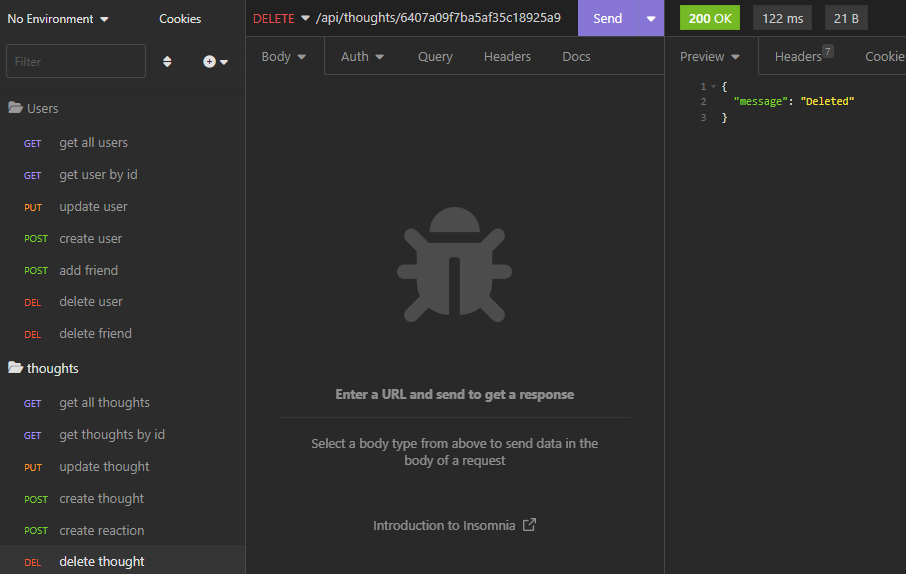 No Environment Cookies
Filter
Users
GET get all users
GET get user by id
PUT update user
POST create user
POST add friend
DEL delete user
DEL delete friend
thoughts
GET get all thoughts
GET get thoughts by id
PUT update thought
POST create thought
POST create reaction
DEL delete thought
DELETE /api/thoughts/6407a09f7ba5af35c18925a9 Send
Body Auth Query Headers Docs
Enter a URL and send to get a response
Select a body type from above to send data in the
body of a request
Introduction to Insomnia
200 OK 122 ms 21 B
Preview Headers 7 Cookie
1 {
2 "message": "Deleted"
3 }